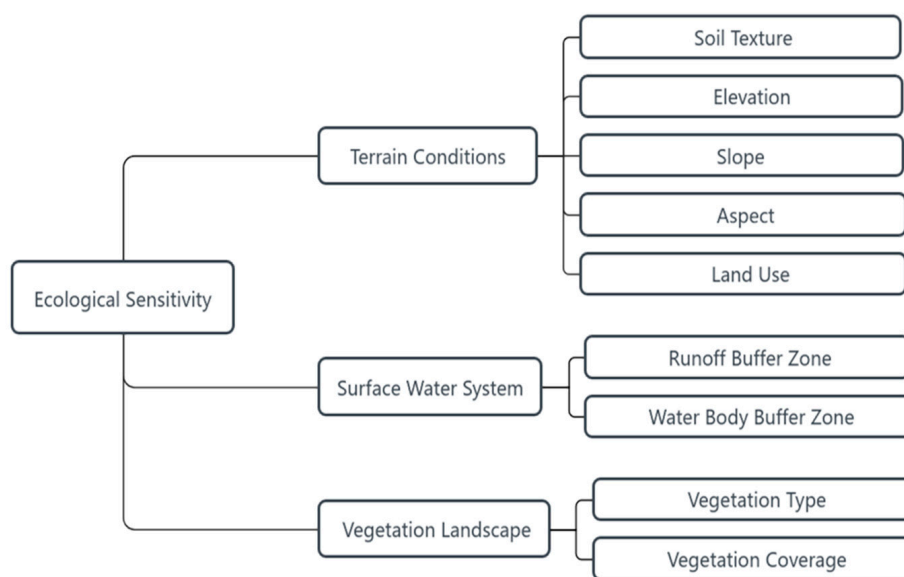 Soil Texture
Elevation
Terrain Conditions
Slope
Aspect
Land Use
Ecological Sensitivity
Runoff Buffer Zone
Surface Water System
Water Body Buffer Zone
Vegetation Type
Vegetation Landscape
Vegetation Coverage